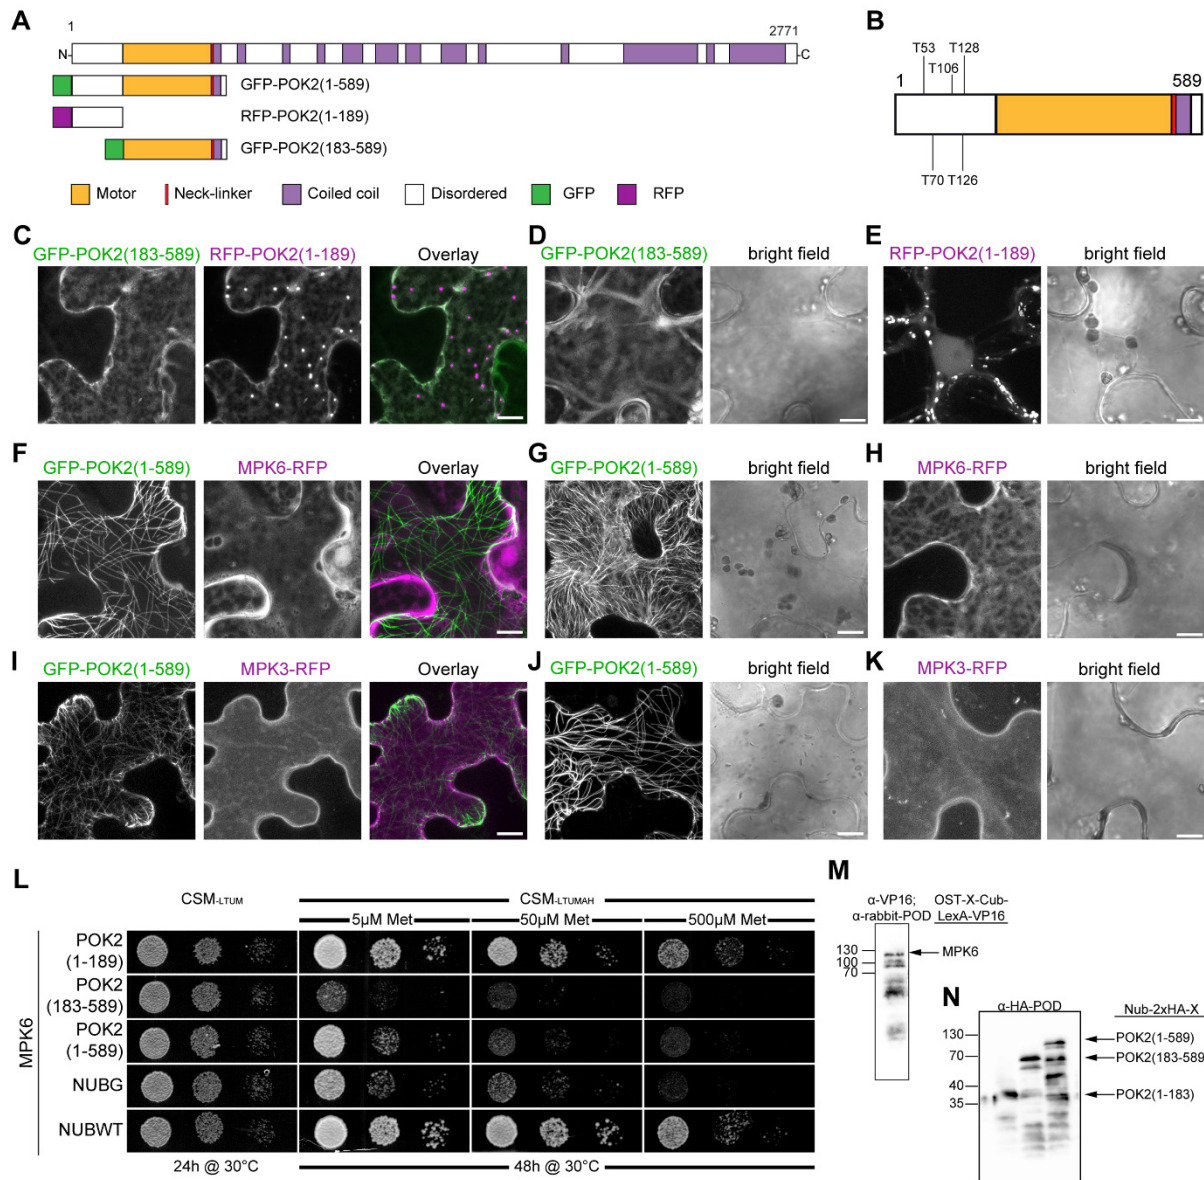 A
1
2771
N
C
GFP-POK2(1-589)
RFP-POK2(1-189)
GFP-POK2(183-589)
Motor
Neck-linker
Coiled coil
Disordered
GFP
RFP
B
T53
T128
T106
1
589
T70
T126
C
GFP-POK2(183-589)
RFP-POK2(1-189)
Overlay
D
GFP-POK2(183-589)
bright field
E
RFP-POK2(1-189)
bright field
F
GFP-POK2(1-589)
MPK6-RFP
Overlay
G
GFP-POK2(1-589)
bright field
H
MPK6-RFP
bright field
I
GFP-POK2(1-589)
MPK3-RFP
Overlay
J
GFP-POK2(1-589)
bright field
K
MPK3-RFP
bright field
L
CSM-LTUM
CSM-LTUMAH
5µM Met
50µM Met
500µM Met
MPK6
POK2
(1-189)
POK2
(183-589)
POK2
(1-589)
NUBG
NUBWT
24h @ 30°C
48h @ 30°C
M
α-VP16;
α-rabbit-POD
OST-X-Cub-
LexA-VP16
130
100
70
MPK6
N
α-HA-POD
Nub-2xHA-X
130
70
40
35
POK2(1-589)
POK2(183-589)
POK2(1-183)